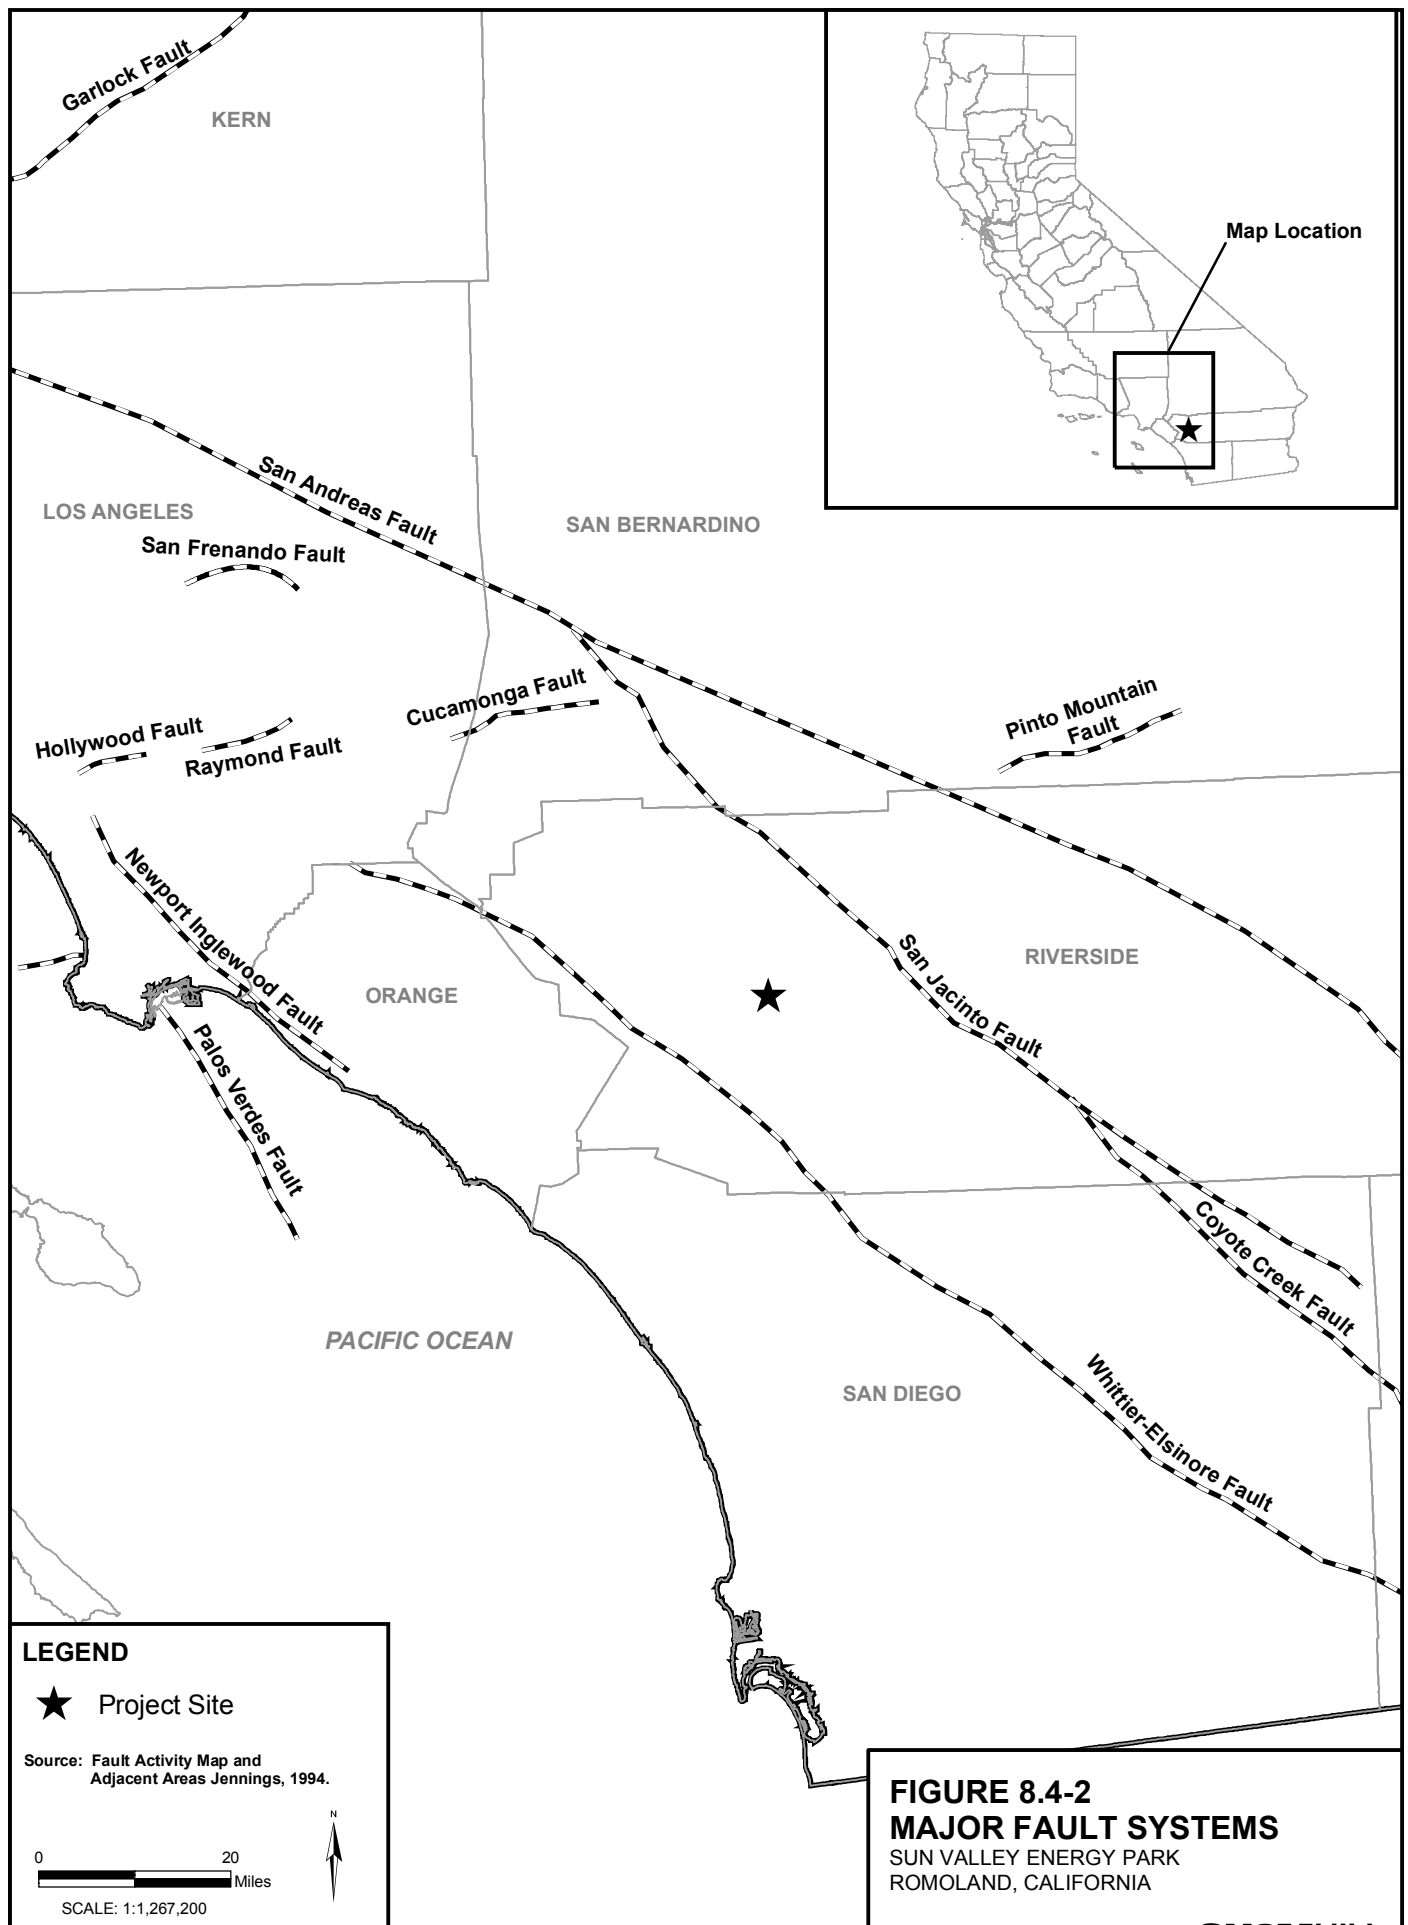 Garlock Fault
KERN
Map Location
San Andreas Fault
LOS ANGELES
SAN BERNARDINO
San Frenando Fault
Cucamonga Fault
Pinto Mountain
Fault
Hollywood Fault
Raymond Fault
Newport Inglewood Fault
San Jacinto Fault
RIVERSIDE
ORANGE
Palos Verdes Fault
Coyote Creek Fault
PACIFIC OCEAN
SAN DIEGO
Whittier-Elsinore Fault
LEGEND
Project Site
Source: Fault Activity Map and
Adjacent Areas Jennings, 1994.
N
0 20
Miles
SCALE: 1:1,267,200
FIGURE 8.4-2
MAJOR FAULT SYSTEMS
SUN VALLEY ENERGY PARK
ROMOLAND, CALIFORNIA